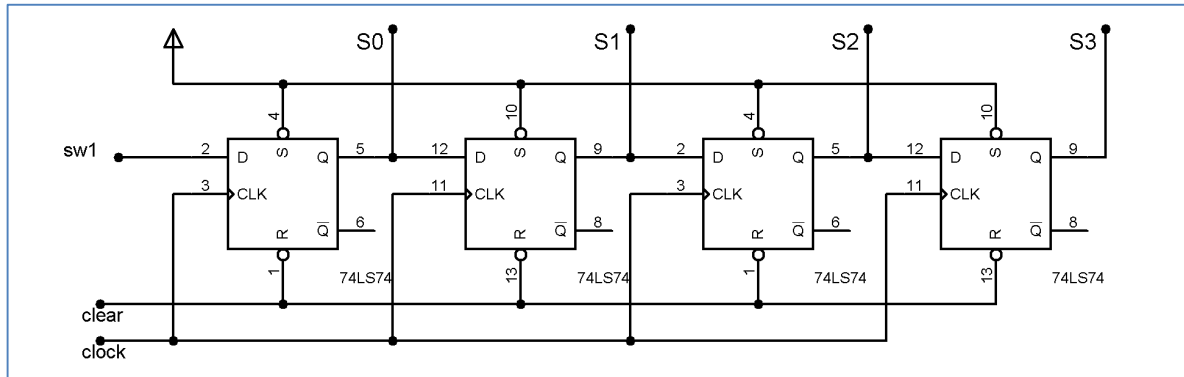 S0 S1 S2 S3
4 10 4 10
sw1 2 D S Q 5 12 D S Q 9 2 D S Q 5 12 D S Q 9
3 CLK 11 CLK 3 CLK 11 CLK
R Q 6 R Q 8 R Q 6 R Q 8
1 74LS74 13 74LS74 1 74LS74 13 74LS74
clear
clock